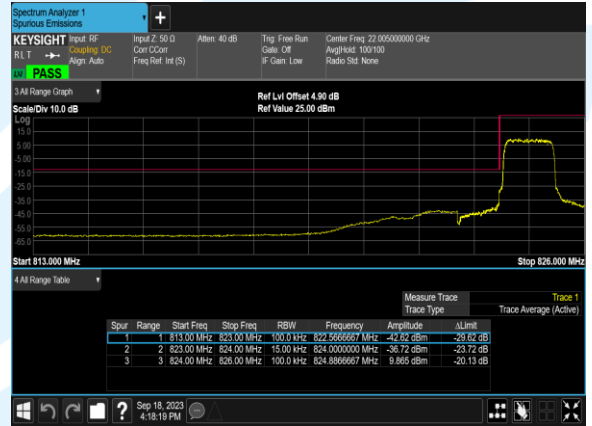 Spectrum Analyzer 1
Spurious Emissions
KEYSIGHT Input: RF Input Z: 50 Ω Atten: 40 dB Trig: Free Run Center Freq: 22.005000000 GHz
RLT Coupling: DC Corr CCorr Gate: Off Avg|Hold: 100/100
Align: Auto Freq Ref: Int (S) IF Gain: Low Radio Std: None
PASS
3 All Range Graph
Ref Lvl Offset 4.90 dB
Scale/Div 10.0 dB Ref Value 25.00 dBm
Log
15.0
5.00
-5.00
-15.0
-25.0
-35.0
-45.0
-55.0
-65.0
Start 813.000 MHz Stop 826.000 MHz
4 All Range Table
Measure Trace Trace 1
Trace Type Trace Average (Active)
Spur Range Start Freq Stop Freq RBW Frequency Amplitude ΔLimit
1 1 813.00 MHz 823.00 MHz 100.0 kHz 822.5666667 MHz -42.62 dBm -29.62 dB
2 2 823.00 MHz 824.00 MHz 15.00 kHz 824.0000000 MHz -36.72 dBm -23.72 dB
3 3 824.00 MHz 826.00 MHz 100.0 kHz 824.8866667 MHz 9.865 dBm -20.13 dB
Sep 18, 2023
4:18:19 PM